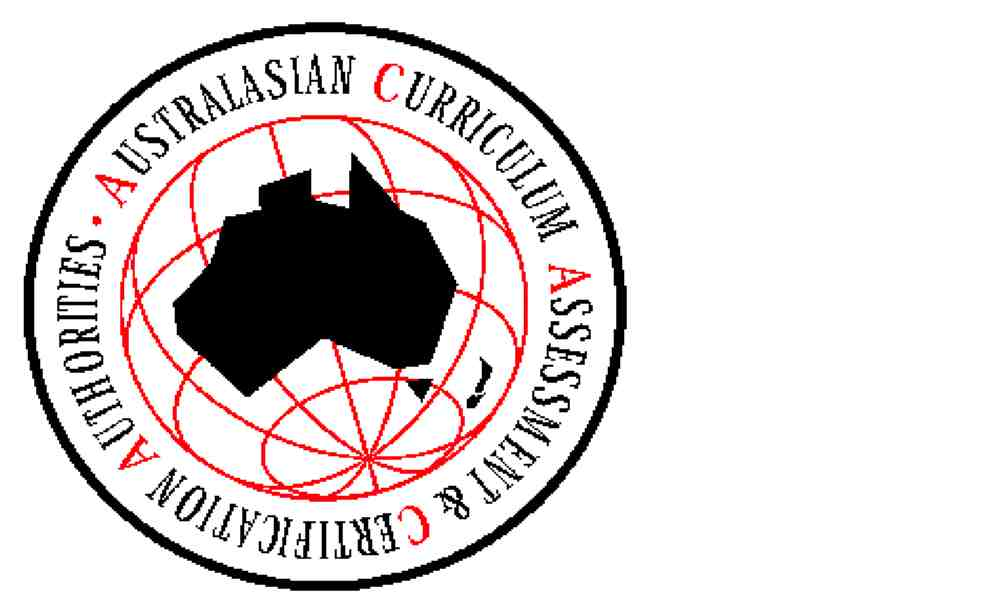 AUSTRALASIAN CURRICULUM ASSESSMENT & CERTIFICATION AUTHORITIES •